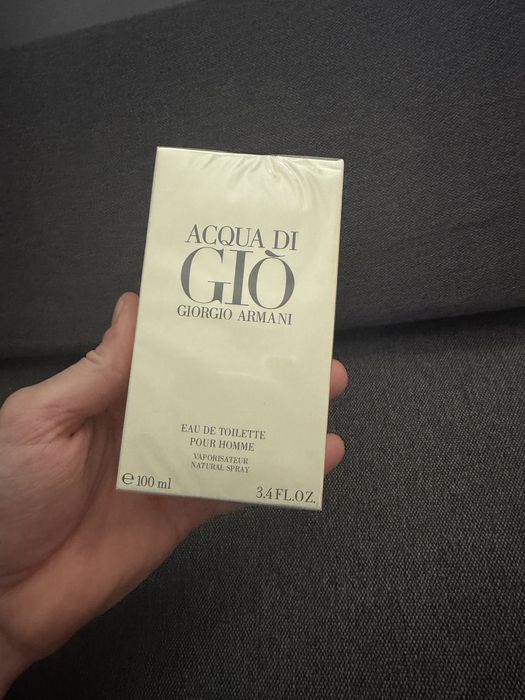 ACQUA DI
GIÒ
GIORGIO ARMANI
EAU DE TOILETTE
POUR HOMME
VAPORISATEUR
NATURAL SPRAY
℮ 100 ml
3.4 FL.OZ.